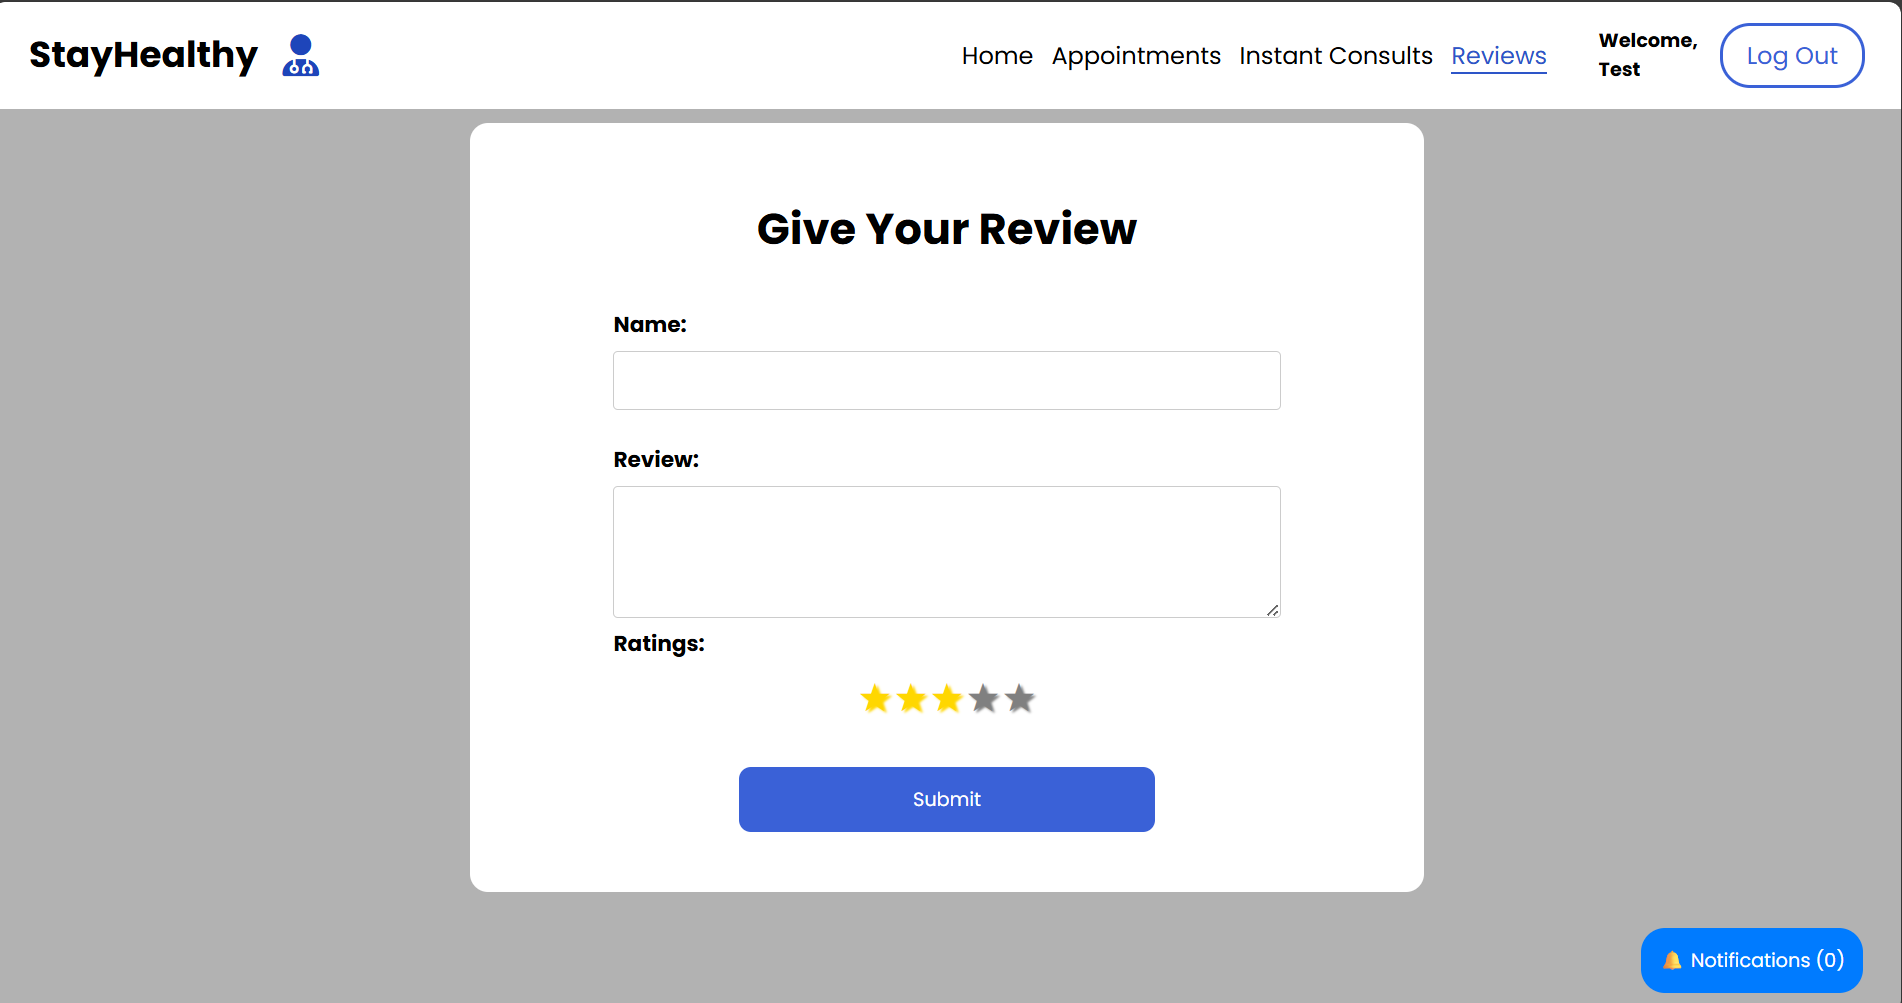 StayHealthy
Home Appointments Instant Consults Reviews
Welcome,
Test
Log Out
Give Your Review
Name:
Review:
Ratings:
Submit
Notifications (0)